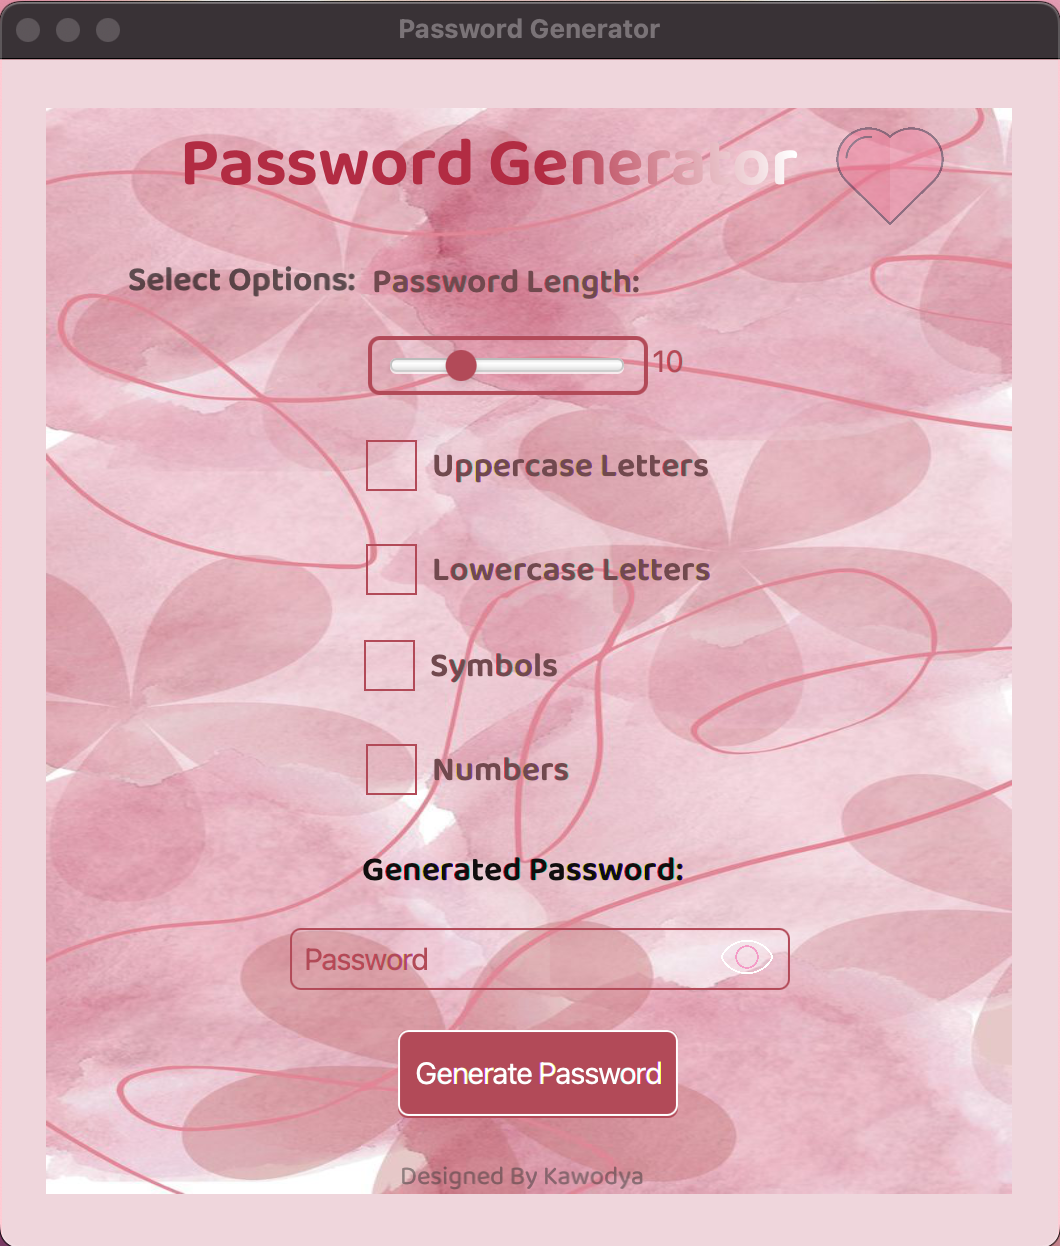 Password Generator
Password Generator
Select Options: Password Length:
10
Uppercase Letters
Lowercase Letters
Symbols
Numbers
Generated Password:
Password
Generate Password
Designed By Kawodya